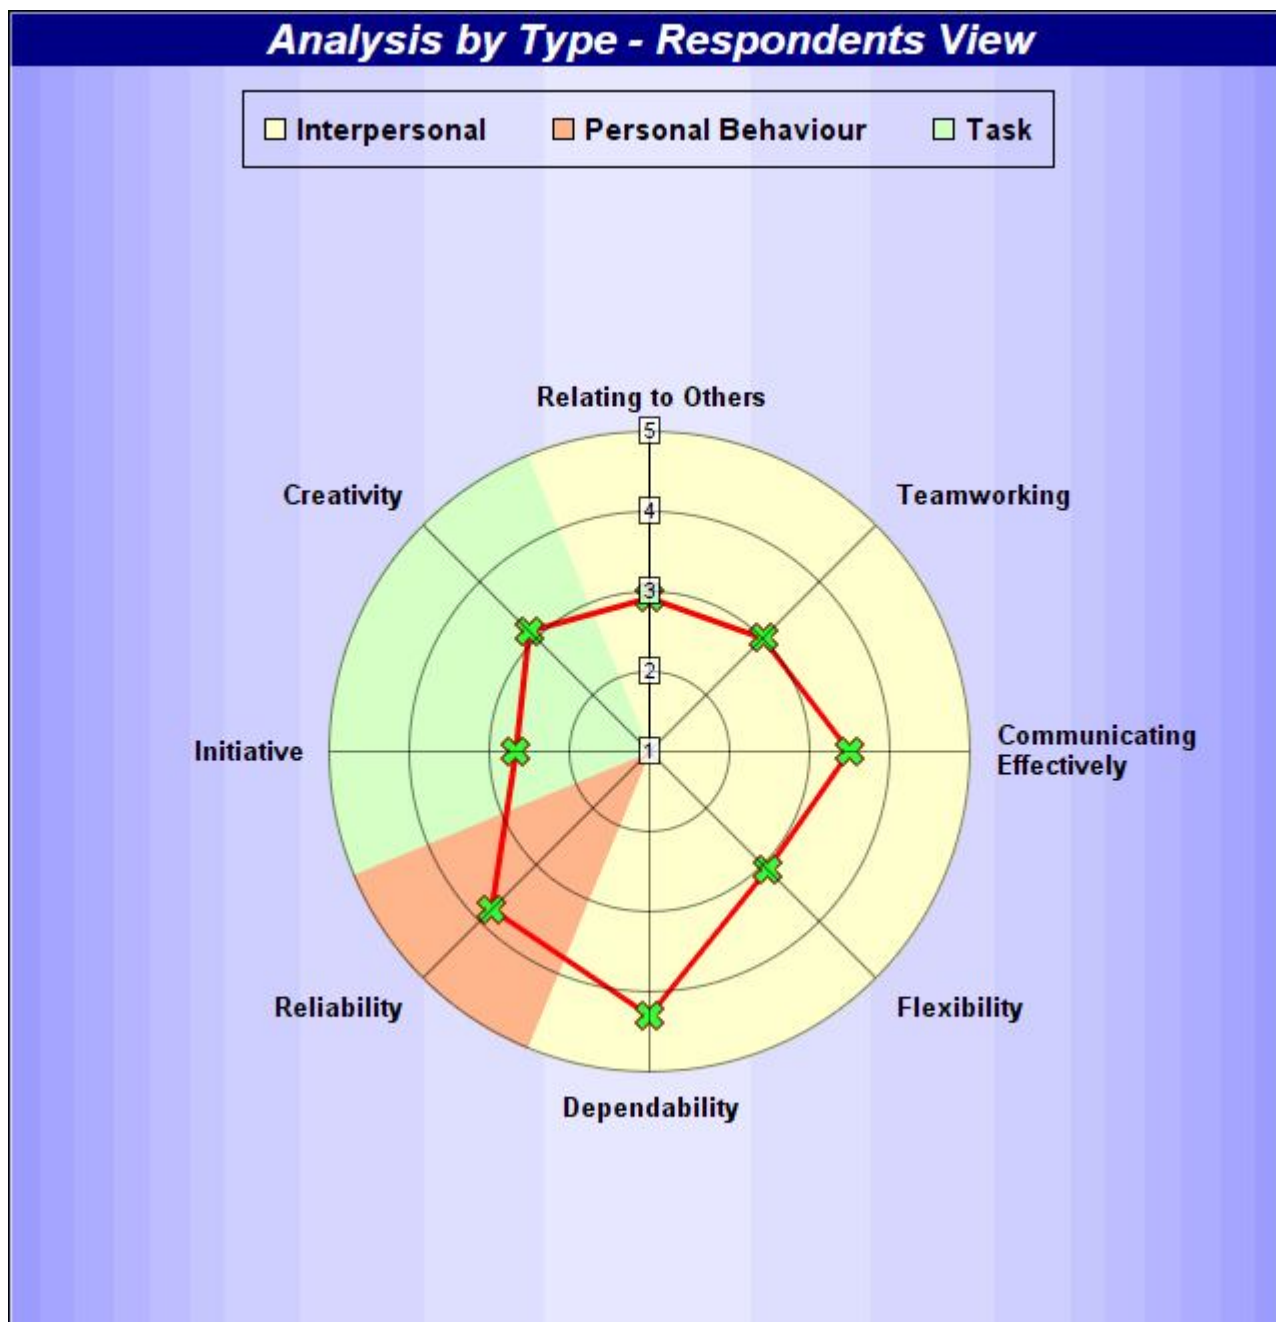 Analysis by Type - Respondents View
Interpersonal Personal Behaviour Task
Relating to Others
5
Creativity
Teamworking
4
3
2
Initiative
1
Communicating
Effectively
Reliability
Flexibility
Dependability